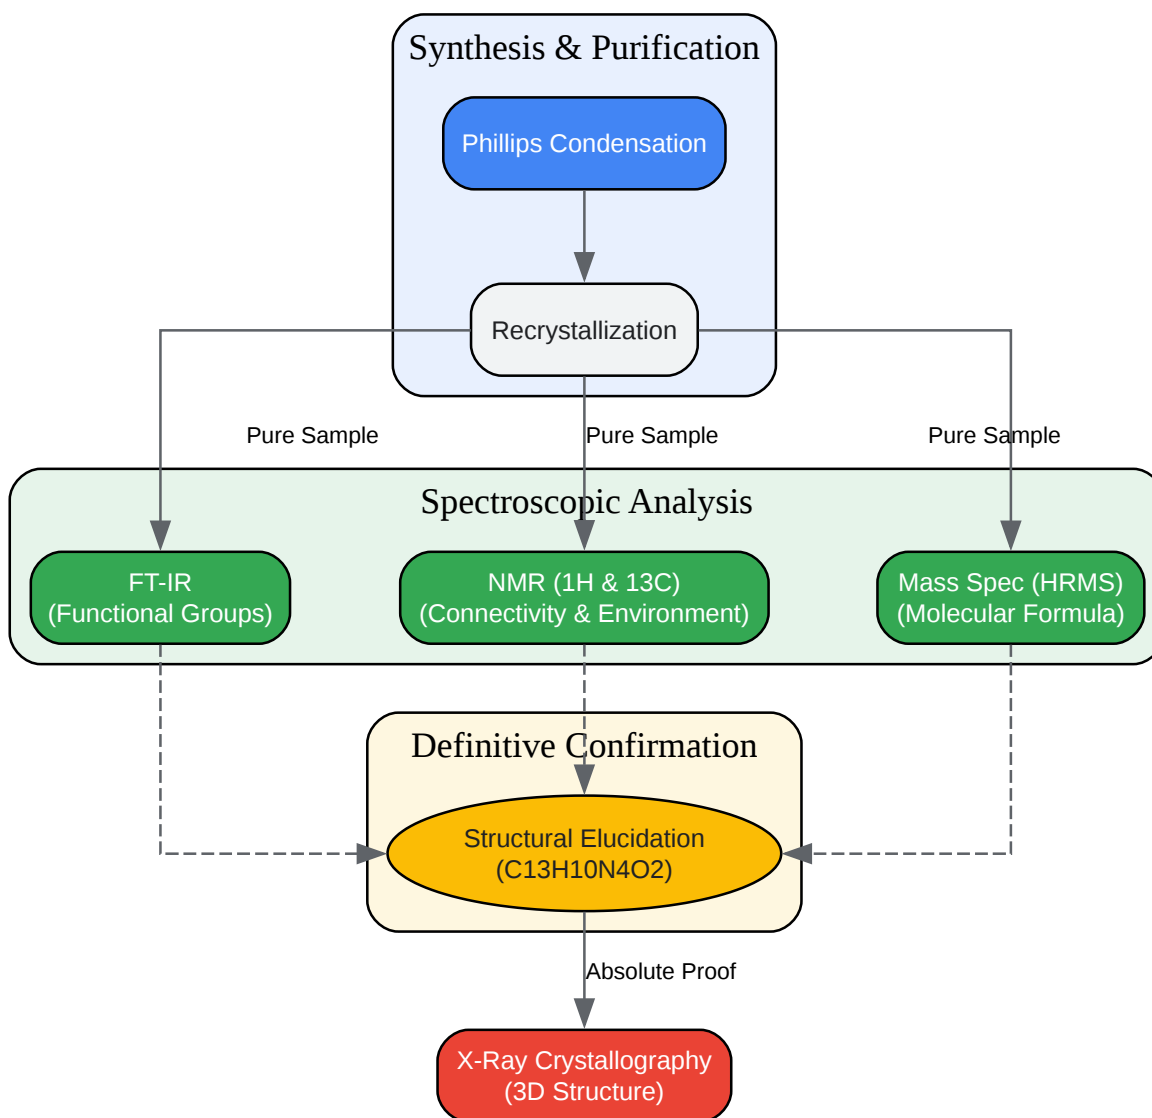 Synthesis & Purification
Phillips Condensation
Recrystallization
Pure Sample
Pure Sample
Pure Sample
Spectroscopic Analysis
FT-IR
(Functional Groups)
NMR (1H & 13C)
(Connectivity & Environment)
Mass Spec (HRMS)
(Molecular Formula)
Definitive Confirmation
Structural Elucidation
(C13H10N4O2)
Absolute Proof
X-Ray Crystallography
(3D Structure)